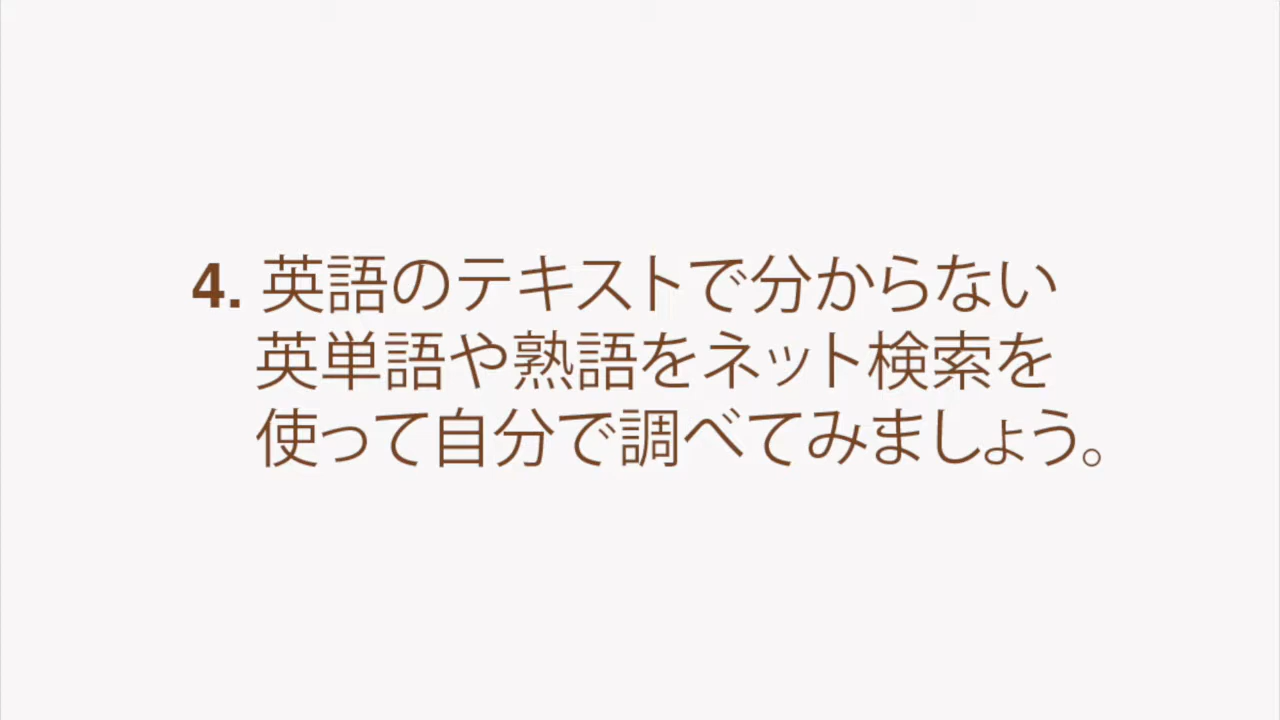 4. 英語のテキストで分からない
英単語や熟語をネット検索を
使って自分で調べてみましょう。